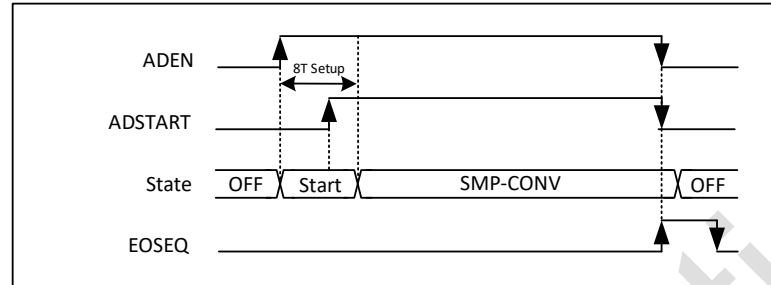 ADEN
8T Setup
ADSTART
State OFF Start SMP-CONV OFF
EOSEQ